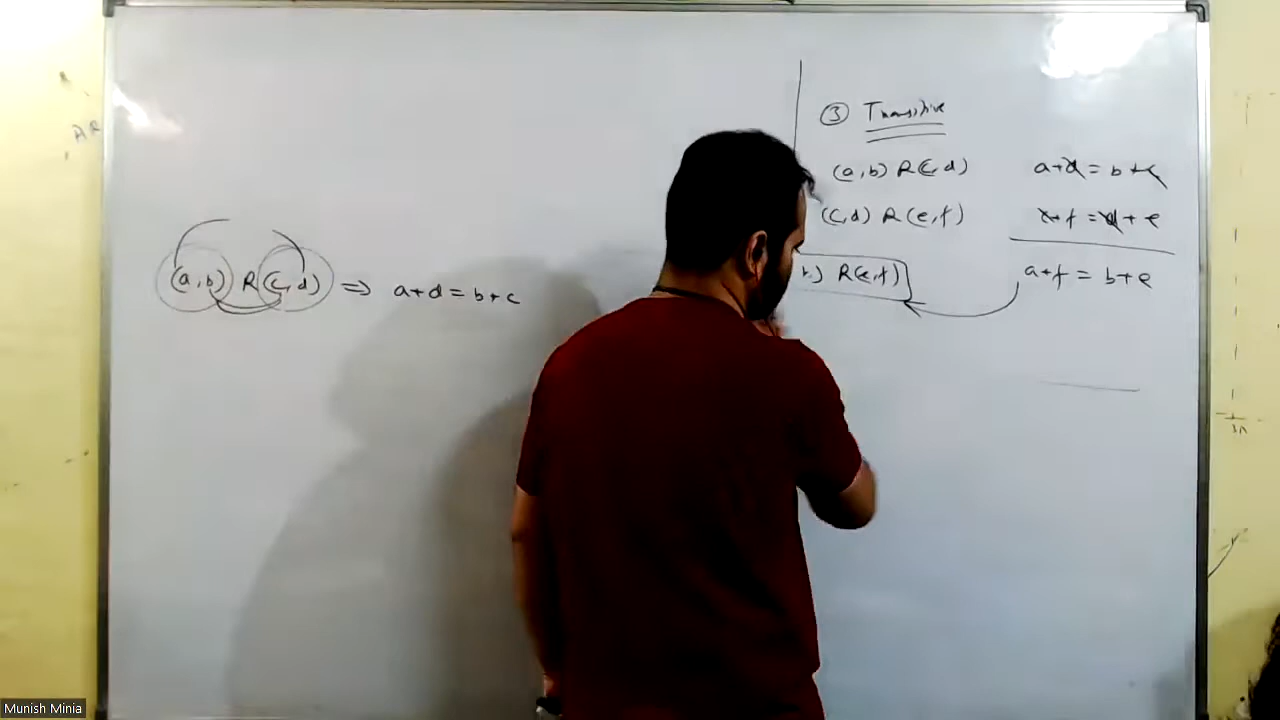 (a,b) R (c,d) ⇒ a+d = b+c
③ Transitive
(a,b) R (c,d) a+d = b+c
(c,d) R (e,f) c+f = d+e
b) R(e,f) a+f = b+e
Munish Minia